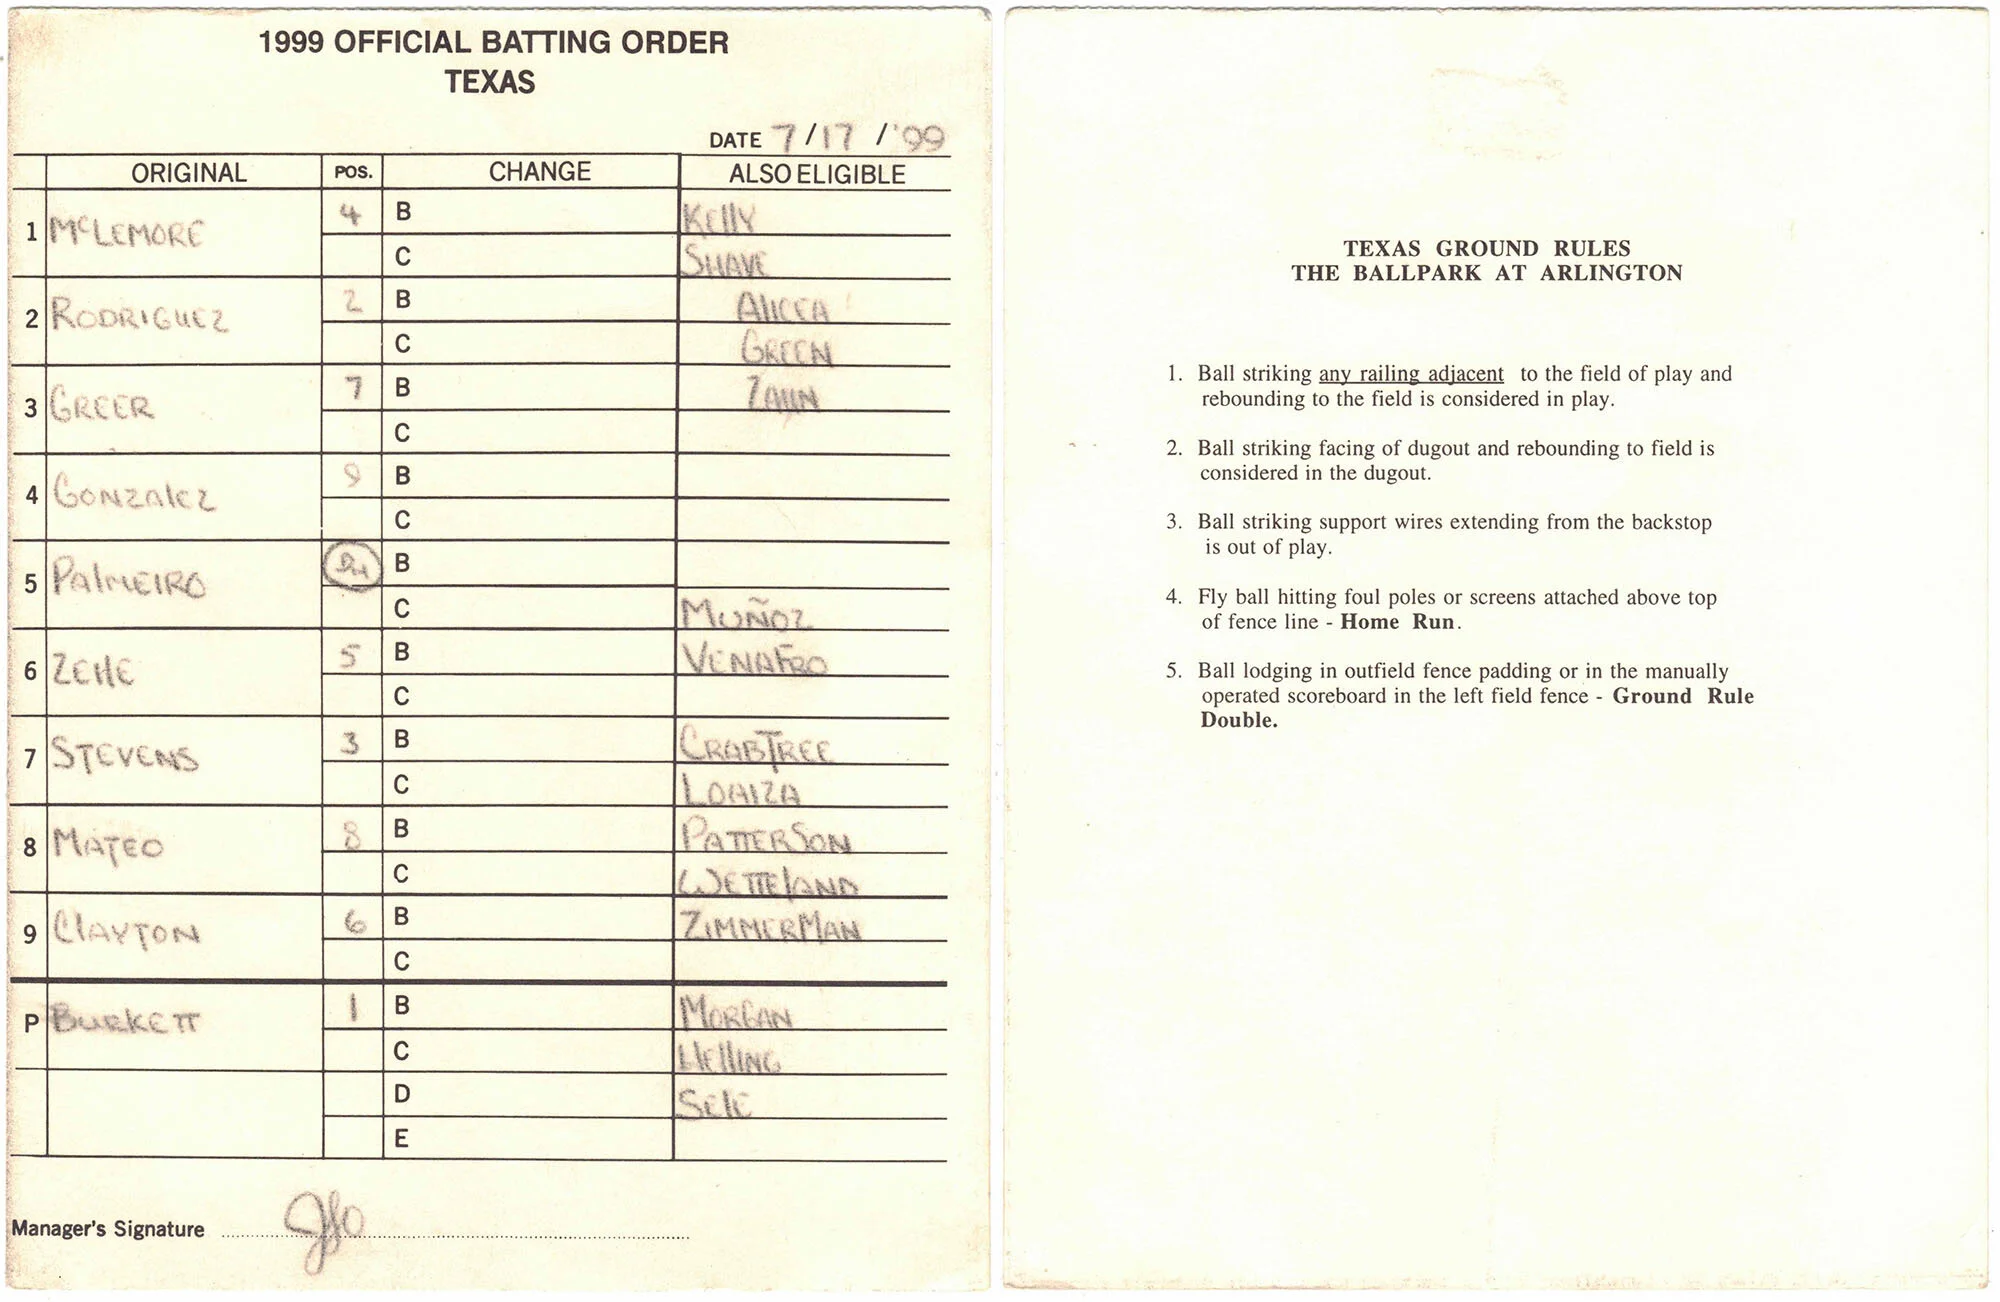 1999 OFFICIAL BATTING ORDER
TEXAS
DATE 7/17/'99
ORIGINAL POS. CHANGE ALSO ELIGIBLE
1 McLEMORE 4 B KEllY
C SHAVE
2 RODRIGUEZ 2 B AlICEA
C GREEN
3 GREER 7 B ZAUN
C
4 GONZAlEZ 9 B
C
5 PAlMEIRO DH B
C MUÑOZ
6 ZEIlE 5 B VENAFRO
C
7 STEVENS 3 B CRABTREE
C LOAIZA
8 MATEO 8 B PATTERSON
C WETTElAND
9 ClAYTON 6 B ZIMMERMAN
C
P BURKETT 1 B MORGAN
C HEllING
D SElE
E
Manager's Signature
TEXAS GROUND RULES
THE BALLPARK AT ARLINGTON
1. Ball striking any railing adjacent to the field of play and
rebounding to the field is considered in play.
2. Ball striking facing of dugout and rebounding to field is
considered in the dugout.
3. Ball striking support wires extending from the backstop
is out of play.
4. Fly ball hitting foul poles or screens attached above top
of fence line - Home Run.
5. Ball lodging in outfield fence padding or in the manually
operated scoreboard in the left field fence - Ground Rule
Double.